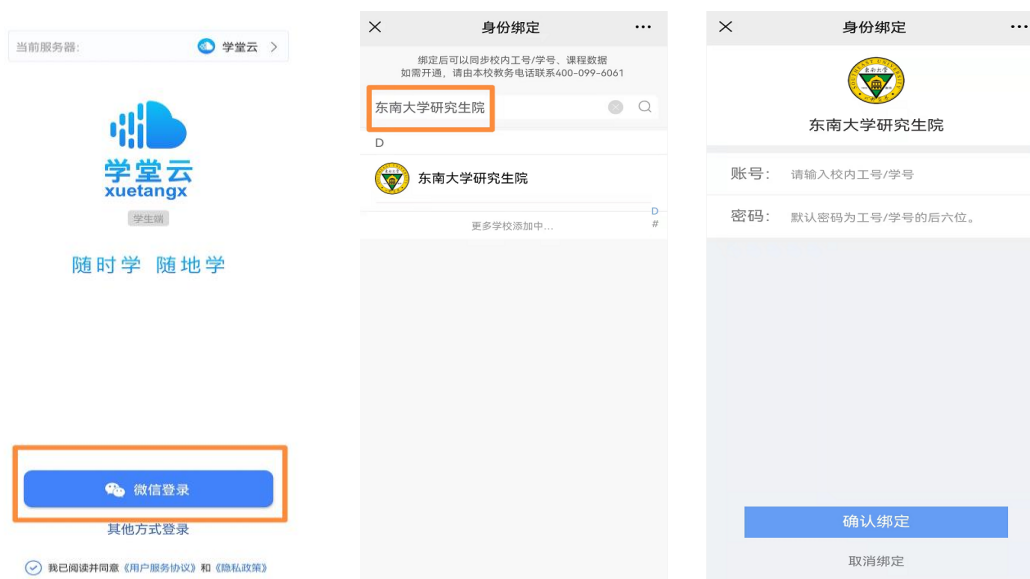 当前服务器:
学堂云
学堂云
xuetangx
学生端
随时学 随地学
微信登录
其他方式登录
我已阅读并同意《用户服务协议》和《隐私政策》
身份绑定
绑定后可以同步校内工号/学号、课程数据
如需开通，请由本校教务电话联系400-099-6061
东南大学研究生院
D
东南大学研究生院
更多学校添加中...
D
#
身份绑定
东南大学研究生院
账号: 请输入校内工号/学号
密码: 默认密码为工号/学号的后六位。
确认绑定
取消绑定